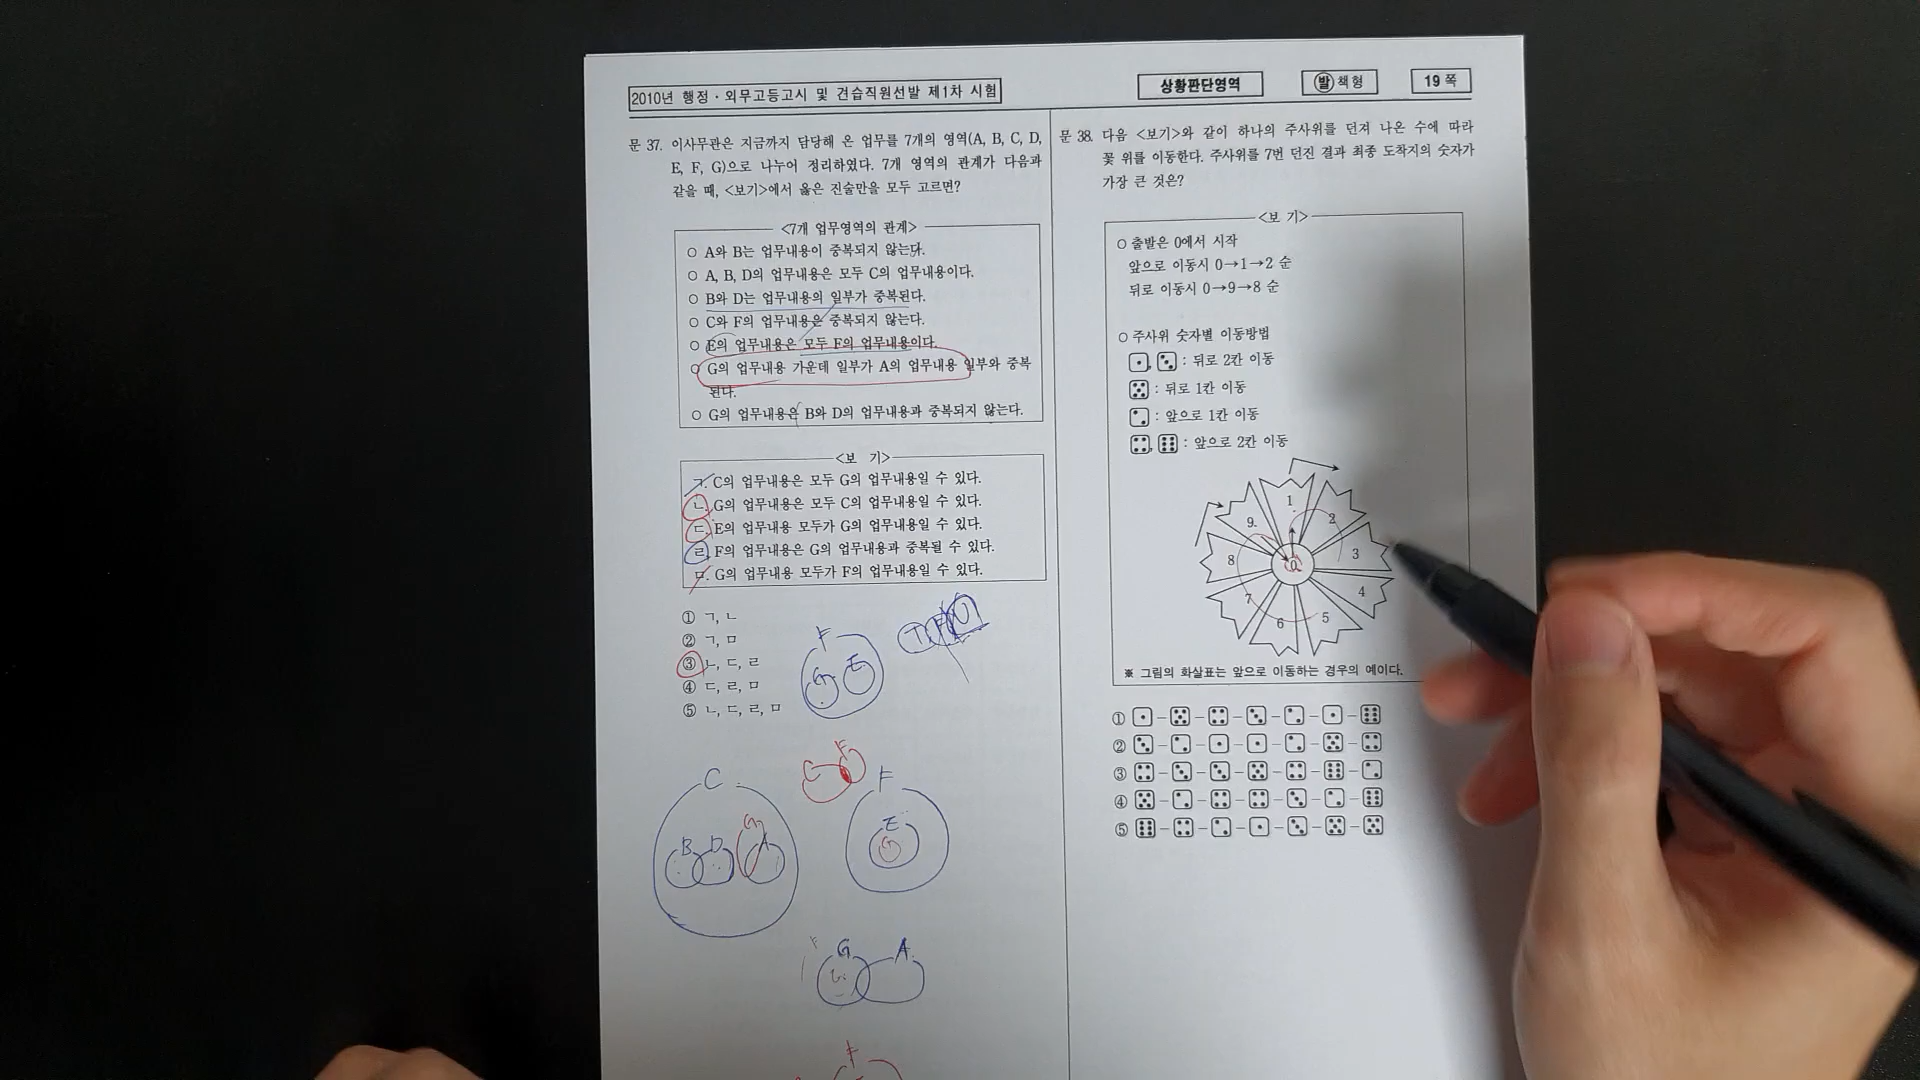 2010년 행정·외무고등고시 및 견습직원선발 제1차 시험
상황판단영역
발 책형
19 쪽
문 37. 이사무관은 지금까지 담당해 온 업무를 7개의 영역(A, B, C, D,
E, F, G)으로 나누어 정리하였다. 7개 영역의 관계가 다음과
같을 때, <보기>에서 옳은 진술만을 모두 고르면?
<7개 업무영역의 관계>
○ A와 B는 업무내용이 중복되지 않는다.
○ A, B, D의 업무내용은 모두 C의 업무내용이다.
○ B와 D는 업무내용의 일부가 중복된다.
○ C와 F의 업무내용은 중복되지 않는다.
○ E의 업무내용은 모두 F의 업무내용이다.
○ G의 업무내용 가운데 일부가 A의 업무내용 일부와 중복
된다.
○ G의 업무내용은 B와 D의 업무내용과 중복되지 않는다.
<보 기>
ㄱ. C의 업무내용은 모두 G의 업무내용일 수 있다.
ㄴ. G의 업무내용은 모두 C의 업무내용일 수 있다.
ㄷ. E의 업무내용 모두가 G의 업무내용일 수 있다.
ㄹ. F의 업무내용은 G의 업무내용과 중복될 수 있다.
ㅁ. G의 업무내용 모두가 F의 업무내용일 수 있다.
① ㄱ, ㄴ
② ㄱ, ㅁ
③ ㄴ, ㄷ, ㄹ
④ ㄷ, ㄹ, ㅁ
⑤ ㄴ, ㄷ, ㄹ, ㅁ
F
G E
C F
C
B D G A
F
E
G
G A
F
E
문 38. 다음 <보기>와 같이 하나의 주사위를 던져 나온 수에 따라
꽃 위를 이동한다. 주사위를 7번 던진 결과 최종 도착지의 숫자가
가장 큰 것은?
<보 기>
○ 출발은 0에서 시작
앞으로 이동시 0→1→2 순
뒤로 이동시 0→9→8 순
○ 주사위 숫자별 이동방법
⚀, ⚂ : 뒤로 2칸 이동
⚄ : 뒤로 1칸 이동
⚁ : 앞으로 1칸 이동
⚃, ⚅ : 앞으로 2칸 이동
1
9 2
8 0 3
7 4
6 5
※ 그림의 화살표는 앞으로 이동하는 경우의 예이다.
① ⚀-⚄-⚃-⚂-⚁-⚀-⚅
② ⚂-⚁-⚀-⚀-⚁-⚄-⚃
③ ⚃-⚂-⚂-⚄-⚃-⚅-⚁
④ ⚄-⚁-⚃-⚃-⚂-⚁-⚅
⑤ ⚅-⚃-⚁-⚀-⚂-⚄-⚄